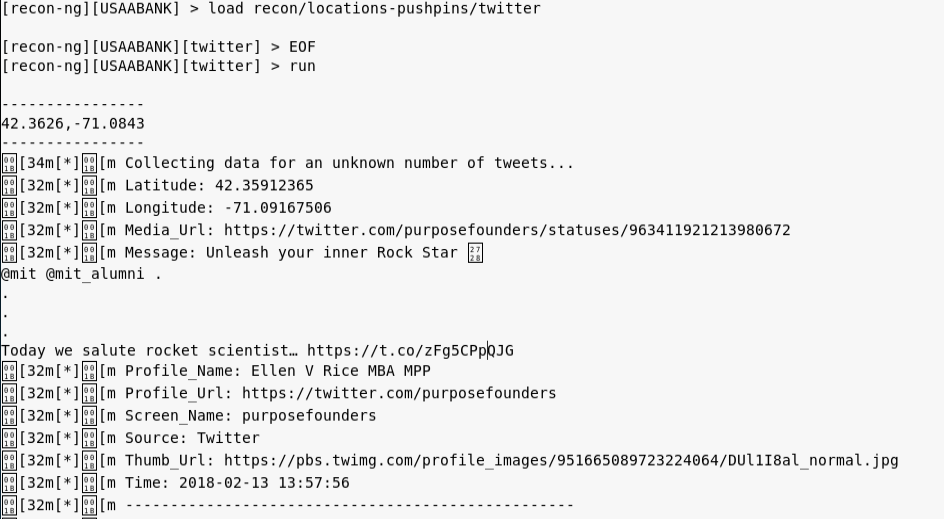 [recon-ng][USAABANK] > load recon/locations-pushpins/twitter
[recon-ng][USAABANK][twitter] > EOF
[recon-ng][USAABANK][twitter] > run
----------------
42.3626,-71.0843
----------------
[34m[*][m Collecting data for an unknown number of tweets...
[32m[*][m Latitude: 42.35912365
[32m[*][m Longitude: -71.09167506
[32m[*][m Media_Url: https://twitter.com/purposefounders/statuses/963411921213980672
[32m[*][m Message: Unleash your inner Rock Star ✨
@mit @mit_alumni .
.
.
.
Today we salute rocket scientist… https://t.co/zFg5CPpQJG
[32m[*][m Profile_Name: Ellen V Rice MBA MPP
[32m[*][m Profile_Url: https://twitter.com/purposefounders
[32m[*][m Screen_Name: purposefounders
[32m[*][m Source: Twitter
[32m[*][m Thumb_Url: https://pbs.twimg.com/profile_images/951665089723224064/DUl1I8al_normal.jpg
[32m[*][m Time: 2018-02-13 13:57:56
[32m[*][m --------------------------------------------------